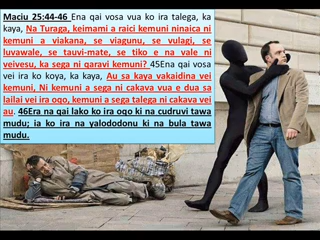 Maciu 25:44-46 Ena qai vosa vua ko ira talega, ka
kaya, Na Turaga, keimami a raici kemuni ninaica ni
kemuni a viakana, se viagunu, se vulagi, se
luvawale, se tauvi-mate, se tiko e na vale ni
veivesu, ka sega ni qaravi kemuni? 45Ena qai vosa
vei ira ko koya, ka kaya, Au sa kaya vakaidina vei
kemuni, Ni kemuni a sega ni cakava vua e dua sa
lailai vei ira oqo, kemuni a sega talega ni cakava vei
au. 46Era na qai lako ko ira oqo ki na cudruvi tawa
mudu; ia ko ira na yalododonu ki na bula tawa
mudu.